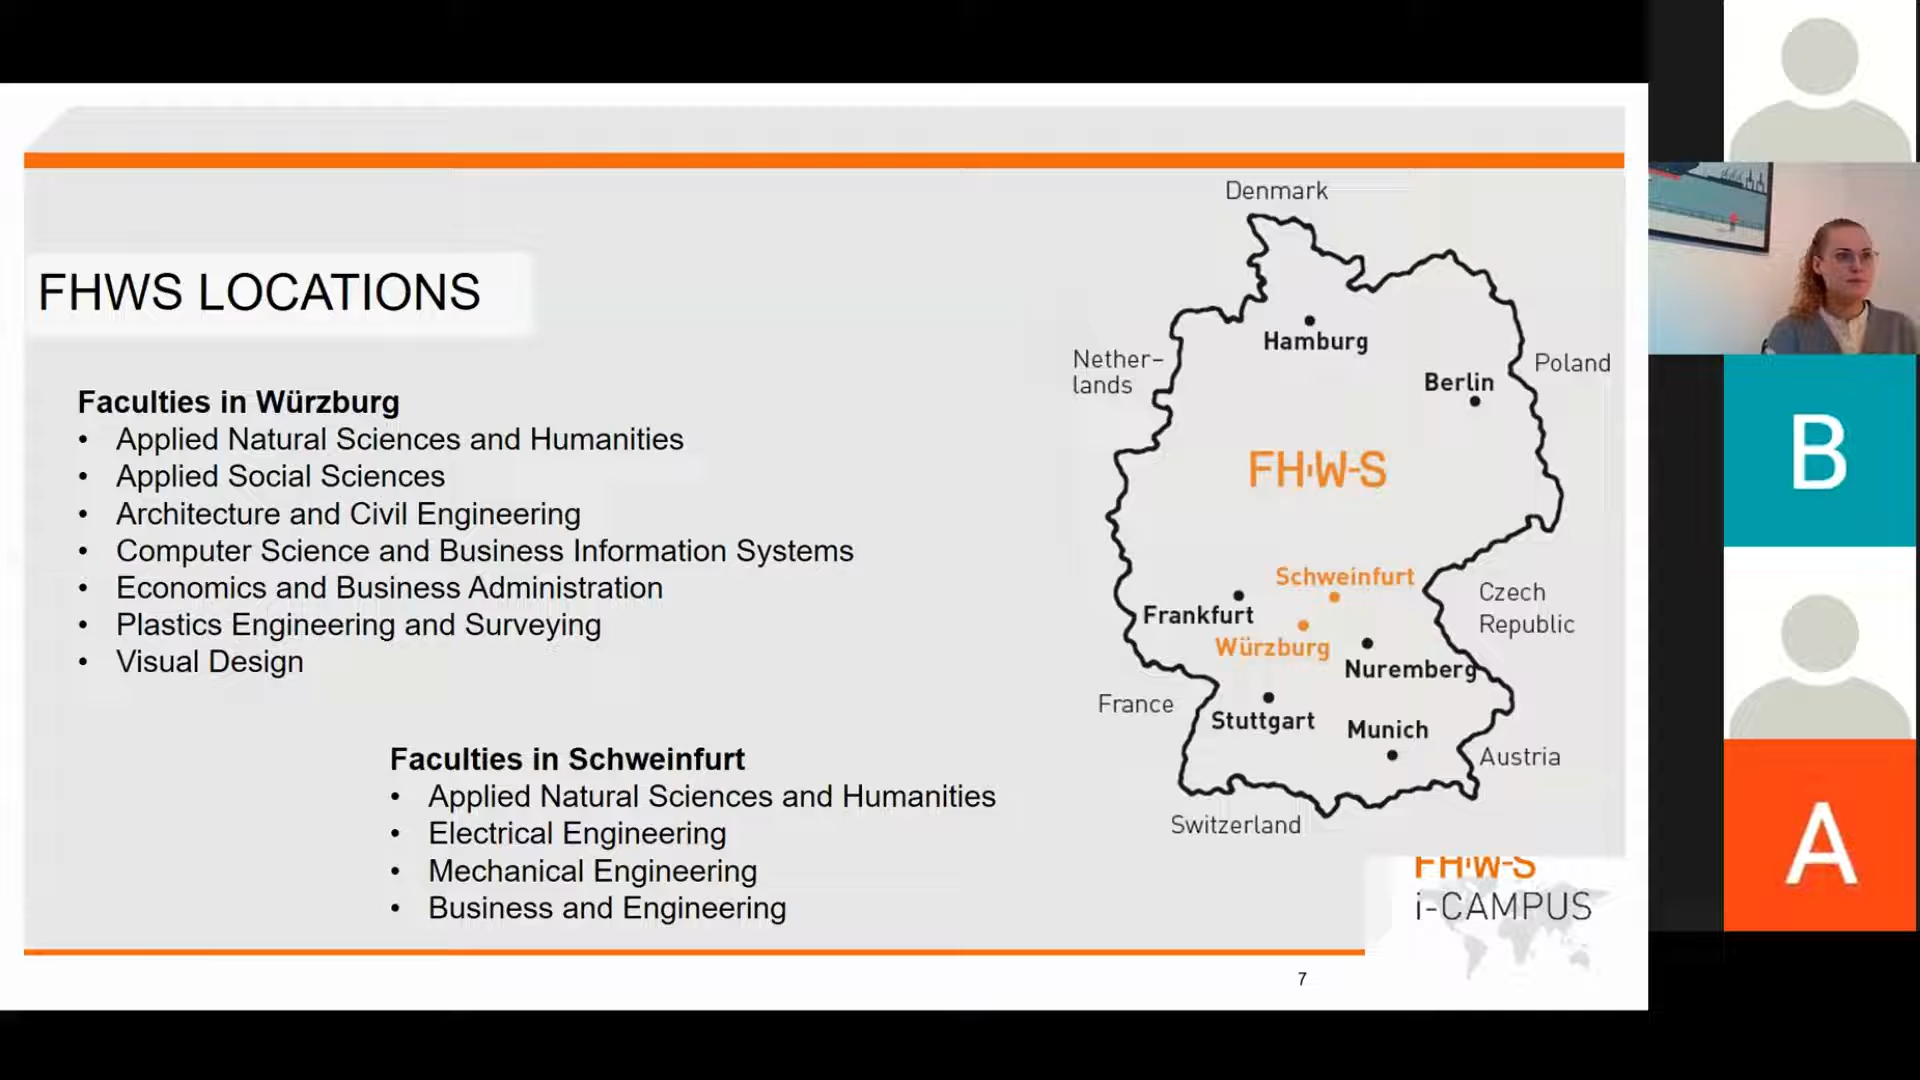 FHWS LOCATIONS
Faculties in Würzburg
• Applied Natural Sciences and Humanities
• Applied Social Sciences
• Architecture and Civil Engineering
• Computer Science and Business Information Systems
• Economics and Business Administration
• Plastics Engineering and Surveying
• Visual Design
Faculties in Schweinfurt
• Applied Natural Sciences and Humanities
• Electrical Engineering
• Mechanical Engineering
• Business and Engineering
Denmark
Hamburg
Nether-
lands
Poland
Berlin
FH·W-S
Schweinfurt
Czech
Republic
Frankfurt
Würzburg
Nuremberg
France
Stuttgart
Munich
Austria
Switzerland
FH·W-S
i-CAMPUS
7
B
A